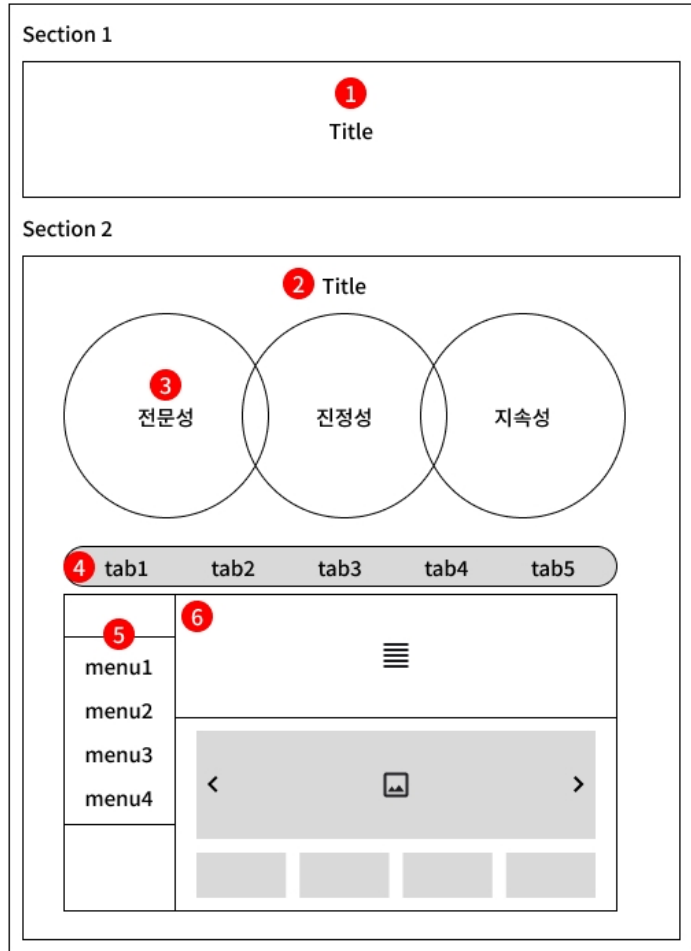 Section 1
1
Title
Section 2
2 Title
3
전문성 진정성 지속성
4 tab1 tab2 tab3 tab4 tab5
5 6
menu1
menu2
menu3
menu4